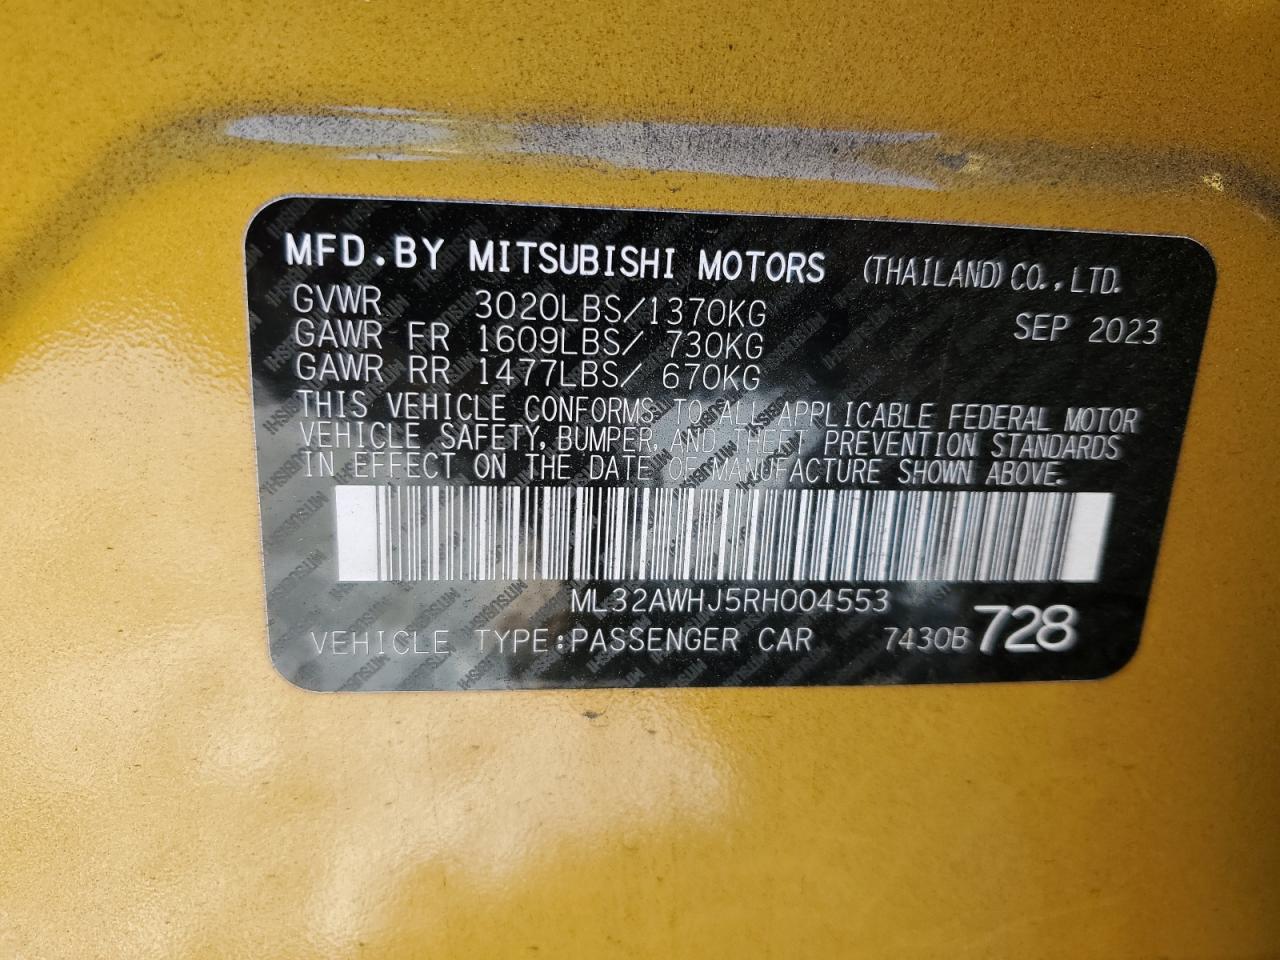 MFD.BY MITSUBISHI MOTORS (THAILAND) CO.,LTD.
GVWR 3020LBS/1370KG
SEP 2023
GAWR FR 1609LBS/ 730KG
GAWR RR 1477LBS/ 670KG
THIS VEHICLE CONFORMS TO ALL APPLICABLE FEDERAL MOTOR
VEHICLE SAFETY, BUMPER, AND THEFT PREVENTION STANDARDS
IN EFFECT ON THE DATE OF MANUFACTURE SHOWN ABOVE.
ML32AWHJ5RH004553
VEHICLE TYPE:PASSENGER CAR 7430B 728